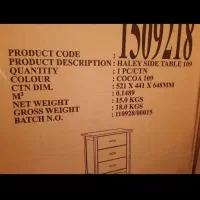 PRODUCT CODE : 1509218
PRODUCT DESCRIPTION : HALEY SIDE TABLE 109
QUANTITY : 1 PC/CTN
COLOUR : COCOA 109
CTN DIM. : 521 X 441 X 648MM
M³ : 0.1489
NET WEIGHT : 15.0 KGS
GROSS WEIGHT : 18.0 KGS
BATCH N.O. : 110928/00015